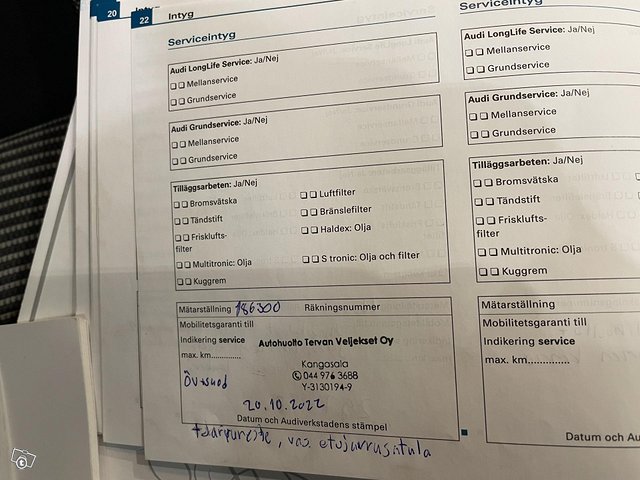 20
22
Intyg
Serviceintyg
Audi LongLife Service: Ja/Nej
Mellanservice
Grundservice
Audi Grundservice: Ja/Nej
Mellanservice
Grundservice
Tilläggsarbeten: Ja/Nej
Bromsvätska
Tändstift
Friskluftsfilter
Multitronic: Olja
Kuggrem
Luftfilter
Bränslefilter
Haldex: Olja
S tronic: Olja och filter
Mätarställning 186300 Räkningsnummer
Mobilitetsgaranti till
Indikering service
max. km..............
Autohuolto Tervan Veljekset Oy
Kangasala
044 976 3688
Y-3130194-9
20.10.2022
Datum och Audiverkstadens stämpel
vas. etujarrusatula
Serviceintyg
Audi LongLife Service: Ja/Nej
Mellanservice
Grundservice
Audi Grundservice: Ja/Nej
Mellanservice
Grundservice
Tilläggsarbeten: Ja/Nej
Bromsvätska
Tändstift
Friskluftsfilter
Multitronic: Olja
Kuggrem
Mätarställning
Mobilitetsgaranti till
Indikering service
max. km..............
Datum och Au